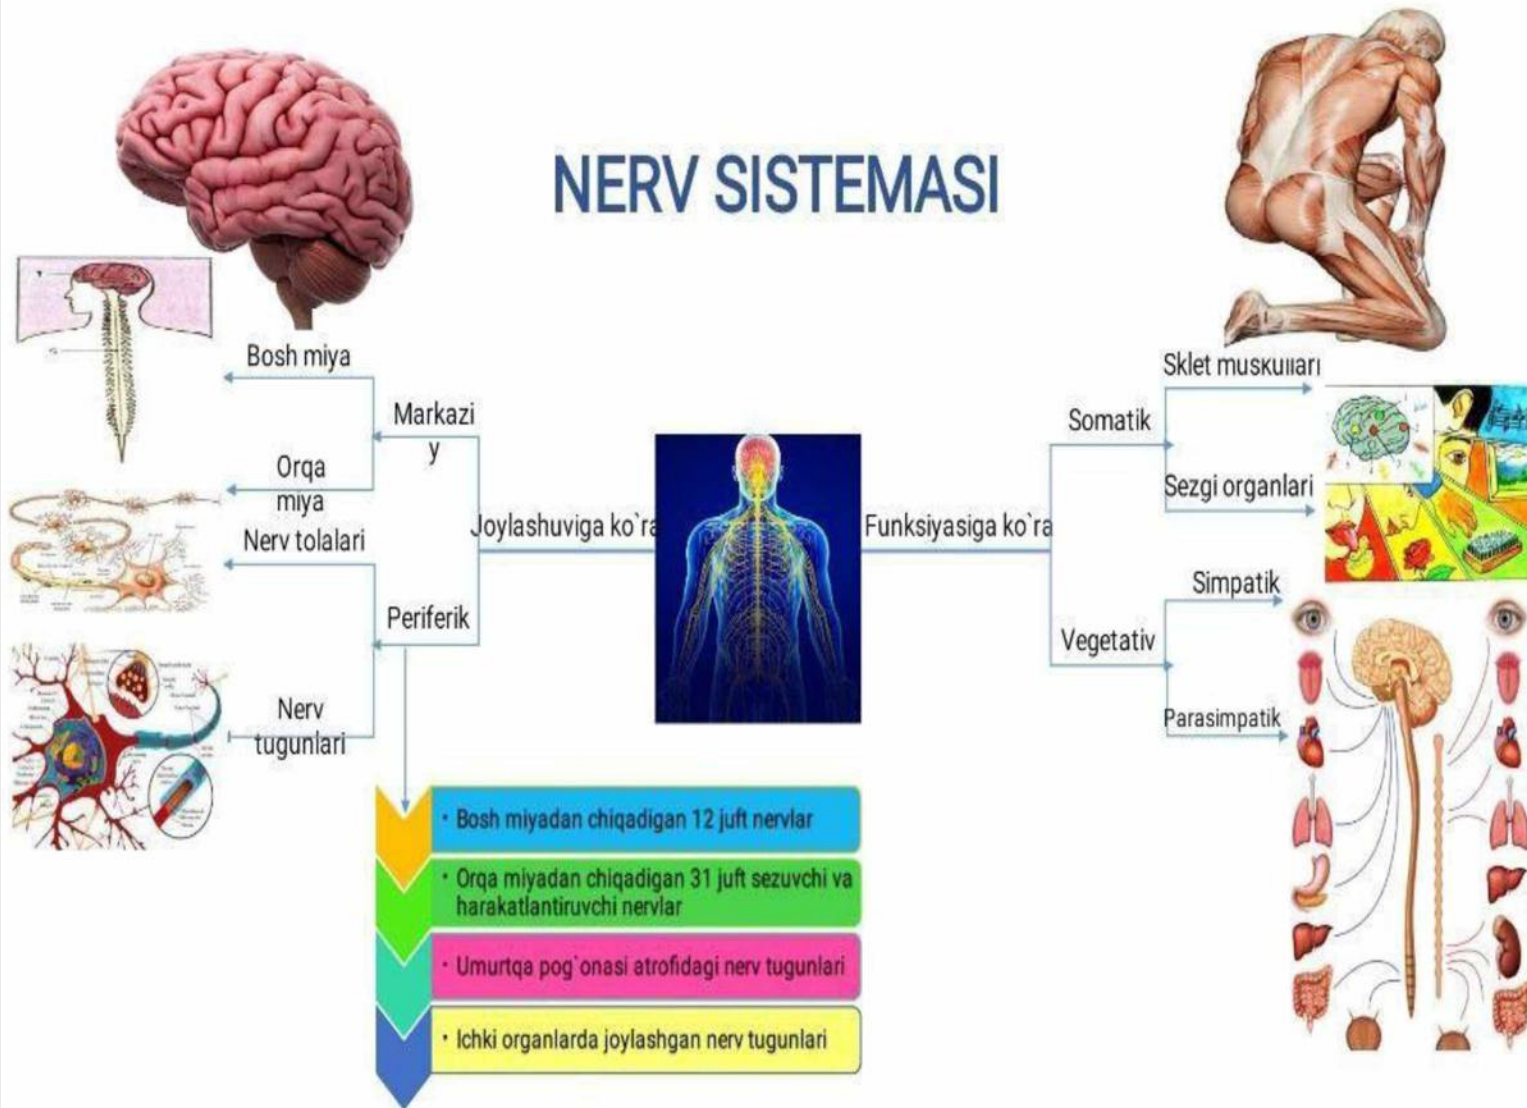 NERV SISTEMASI
Bosh miya
Markazi
y
Orqa
miya
Nerv tolalari
Periferik
Nerv
tugunlari
Joylashuviga ko`ra
Funksiyasiga ko`ra
Somatik
Sklet muskullari
Sezgi organlari
Simpatik
Vegetativ
Parasimpatik
· Bosh miyadan chiqadigan 12 juft nervlar
· Orqa miyadan chiqadigan 31 juft sezuvchi va
harakatlantiruvchi nervlar
· Umurtqa pog`onasi atrofidagi nerv tugunlari
· Ichki organlarda joylashgan nerv tugunlari